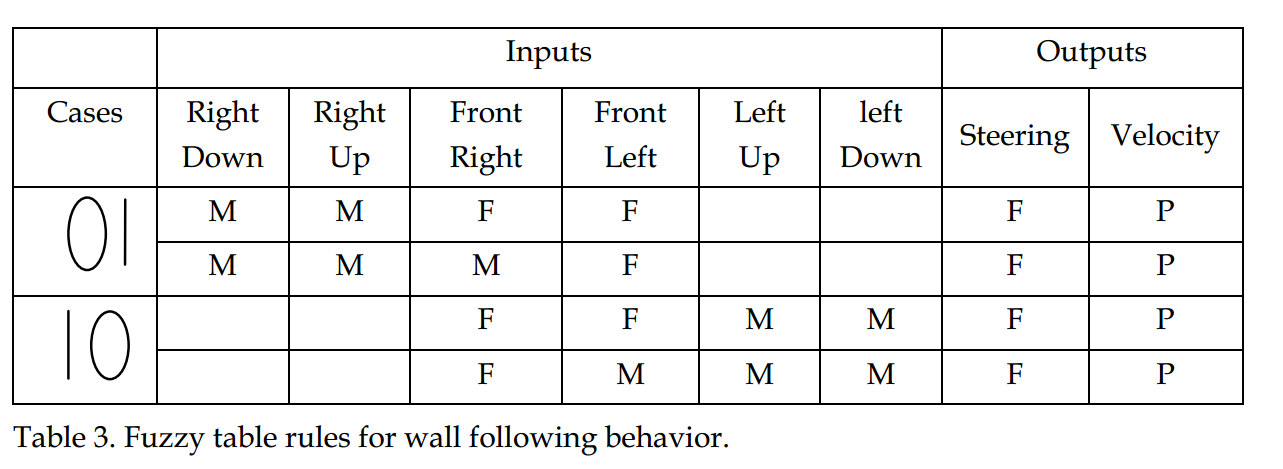 Inputs Outputs
Cases Right Down Right Up Front Right Front Left Left Up left Down Steering Velocity
01 M M F F F P
M M M F F P
10 F F M M F P
F M M M F P
Table 3. Fuzzy table rules for wall following behavior.